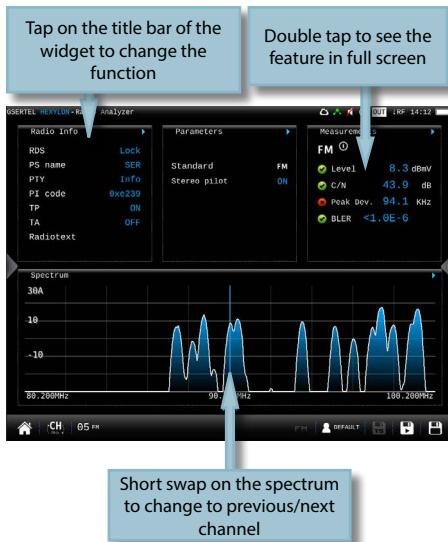 Tap on the title bar of the
widget to change the
function
Double tap to see the
feature in full screen
GSERTEL HEXYLON-Ra Analyzer
OUT RF 14:12
Radio Info
RDS Lock
PS name SER
PTY Info
PI code 0xe239
TP ON
TA OFF
Radiotext
Parameters
Standard FM
Stereo pilot ON
Measurements
FM
Level 8.3 dBmV
C/N 43.9 dB
Peak Dev. 94.1 KHz
BLER <1.0E-6
Spectrum
30A
-10
-10
80.200MHz 90. MHz 100.200MHz
CH 05 FM FM DEFAULT
Short swap on the spectrum
to change to previous/next
channel